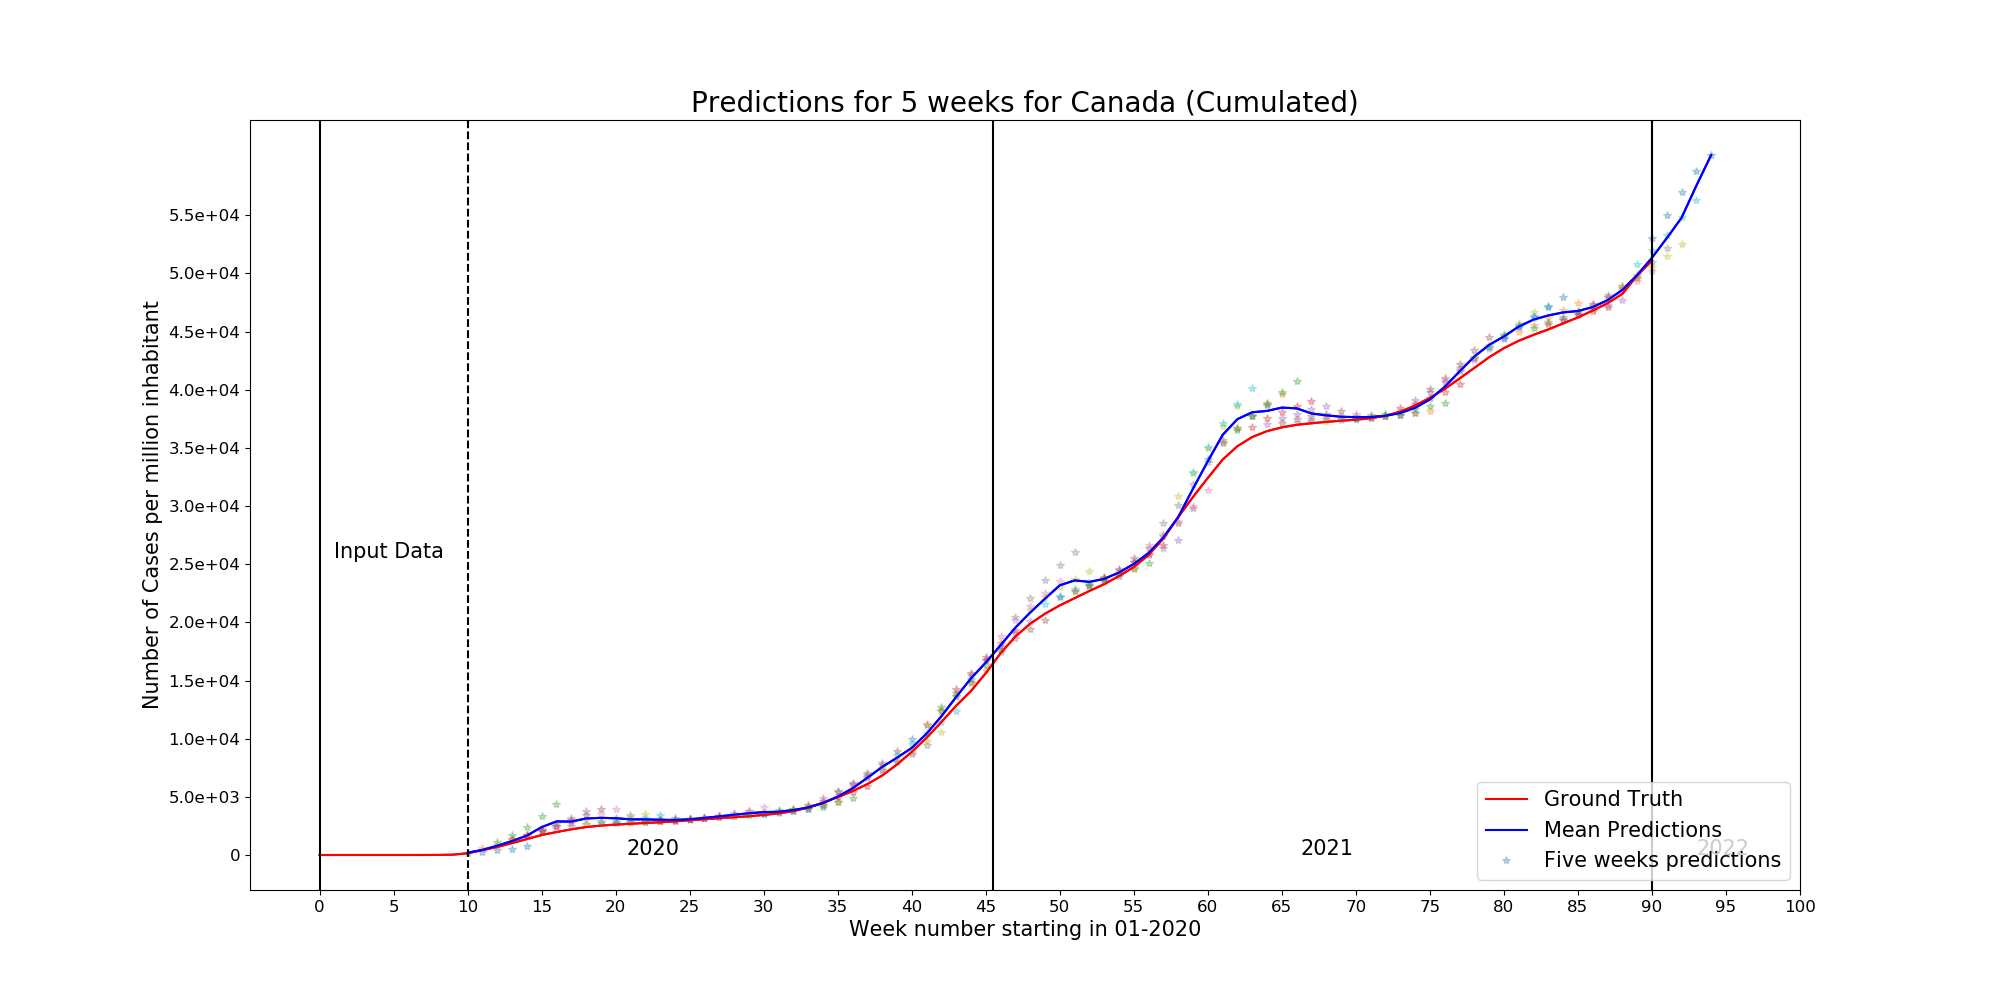 Predictions for 5 weeks for Canada (Cumulated)
Number of Cases per million inhabitant
5.5e+04
5.0e+04
4.5e+04
4.0e+04
3.5e+04
3.0e+04
2.5e+04
2.0e+04
1.5e+04
1.0e+04
5.0e+03
0
Input Data
2020
2021
2022
Ground Truth
Mean Predictions
Five weeks predictions
0 5 10 15 20 25 30 35 40 45 50 55 60 65 70 75 80 85 90 95 100
Week number starting in 01-2020